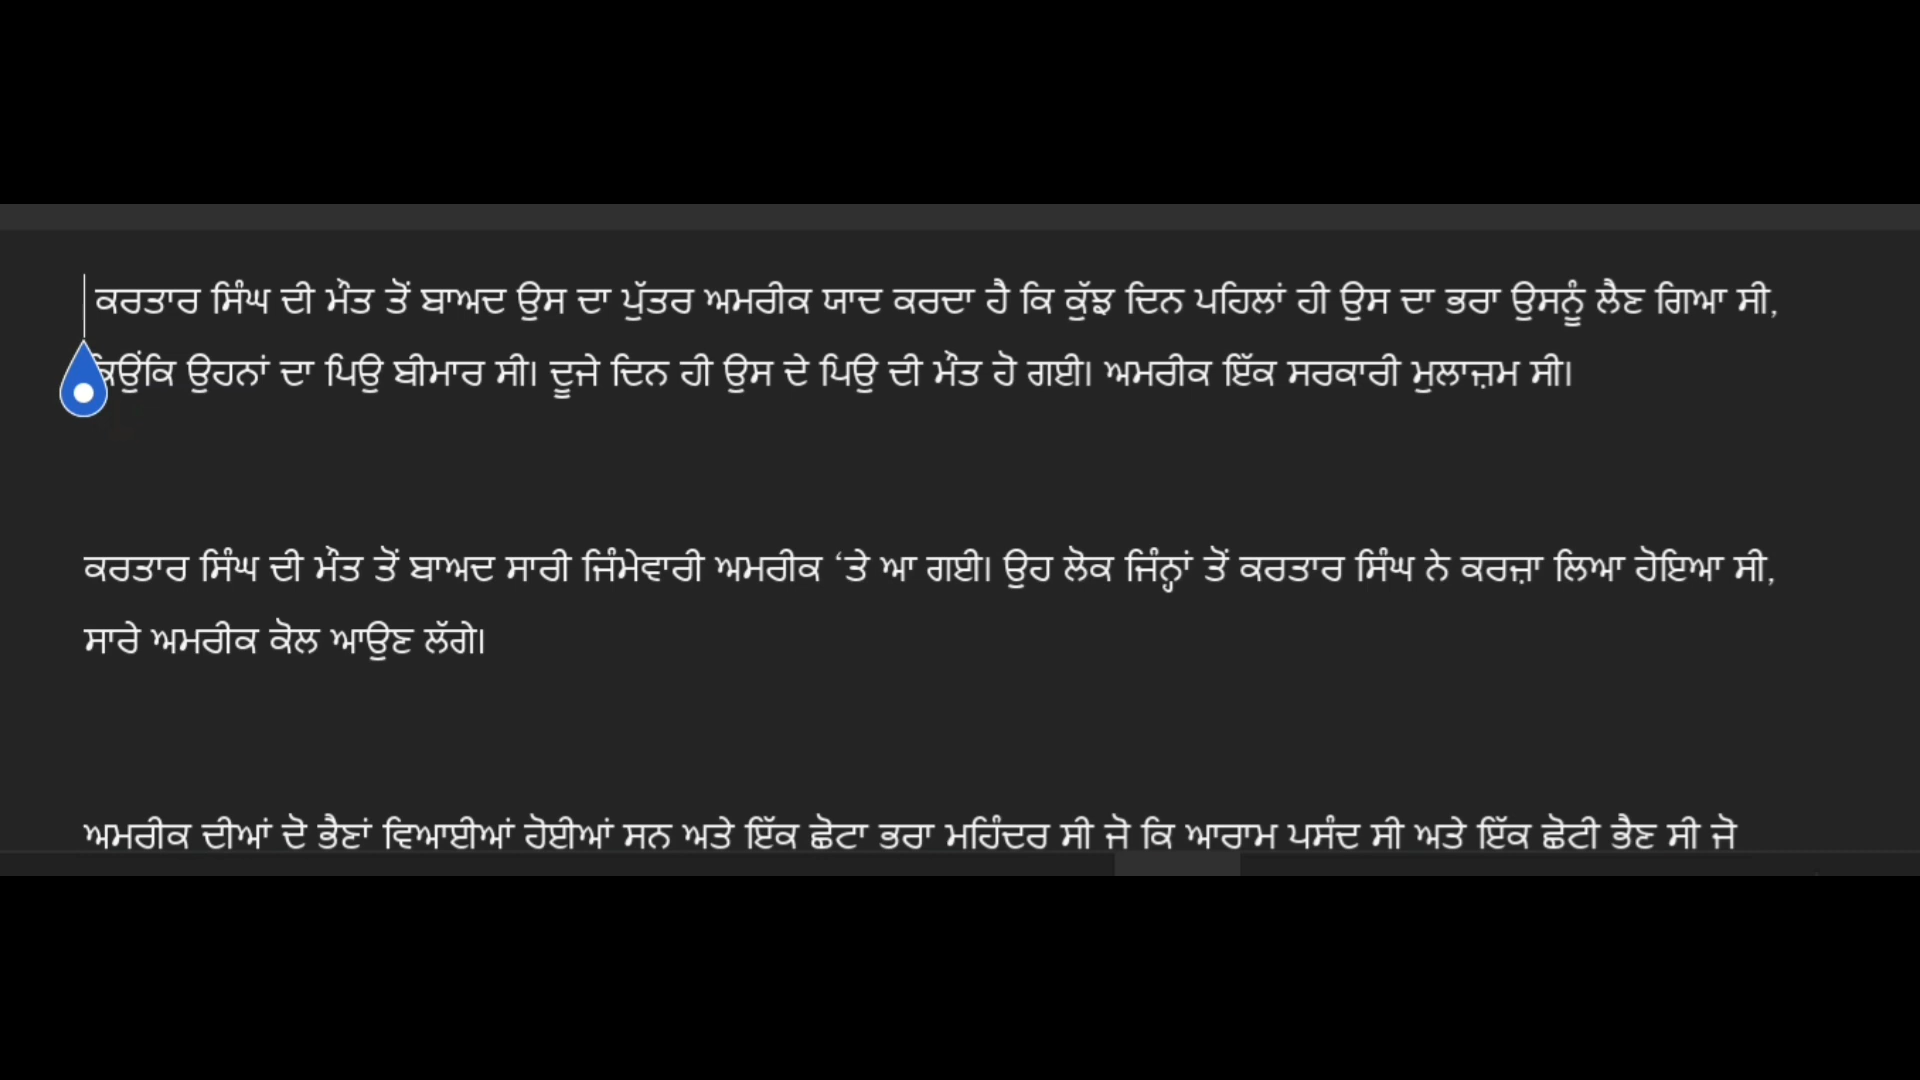 ਕਰਤਾਰ ਸਿੰਘ ਦੀ ਮੌਤ ਤੋਂ ਬਾਅਦ ਉਸ ਦਾ ਪੁੱਤਰ ਅਮਰੀਕ ਯਾਦ ਕਰਦਾ ਹੈ ਕਿ ਕੁੱਝ ਦਿਨ ਪਹਿਲਾਂ ਹੀ ਉਸ ਦਾ ਭਰਾ ਉਸਨੂੰ ਲੈਣ ਗਿਆ ਸੀ,
ਕਿਉਂਕਿ ਉਹਨਾਂ ਦਾ ਪਿਉ ਬੀਮਾਰ ਸੀ। ਦੂਜੇ ਦਿਨ ਹੀ ਉਸ ਦੇ ਪਿਉ ਦੀ ਮੌਤ ਹੋ ਗਈ। ਅਮਰੀਕ ਇੱਕ ਸਰਕਾਰੀ ਮੁਲਾਜ਼ਮ ਸੀ।
ਕਰਤਾਰ ਸਿੰਘ ਦੀ ਮੌਤ ਤੋਂ ਬਾਅਦ ਸਾਰੀ ਜਿੰਮੇਵਾਰੀ ਅਮਰੀਕ ‘ਤੇ ਆ ਗਈ। ਉਹ ਲੋਕ ਜਿੰਨ੍ਹਾਂ ਤੋਂ ਕਰਤਾਰ ਸਿੰਘ ਨੇ ਕਰਜ਼ਾ ਲਿਆ ਹੋਇਆ ਸੀ,
ਸਾਰੇ ਅਮਰੀਕ ਕੋਲ ਆਉਣ ਲੱਗੇ।
ਅਮਰੀਕ ਦੀਆਂ ਦੋ ਭੈਣਾਂ ਵਿਆਈਆਂ ਹੋਈਆਂ ਸਨ ਅਤੇ ਇੱਕ ਛੋਟਾ ਭਰਾ ਮਹਿੰਦਰ ਸੀ ਜੋ ਕਿ ਆਰਾਮ ਪਸੰਦ ਸੀ ਅਤੇ ਇੱਕ ਛੋਟੀ ਭੈਣ ਸੀ ਜੋ